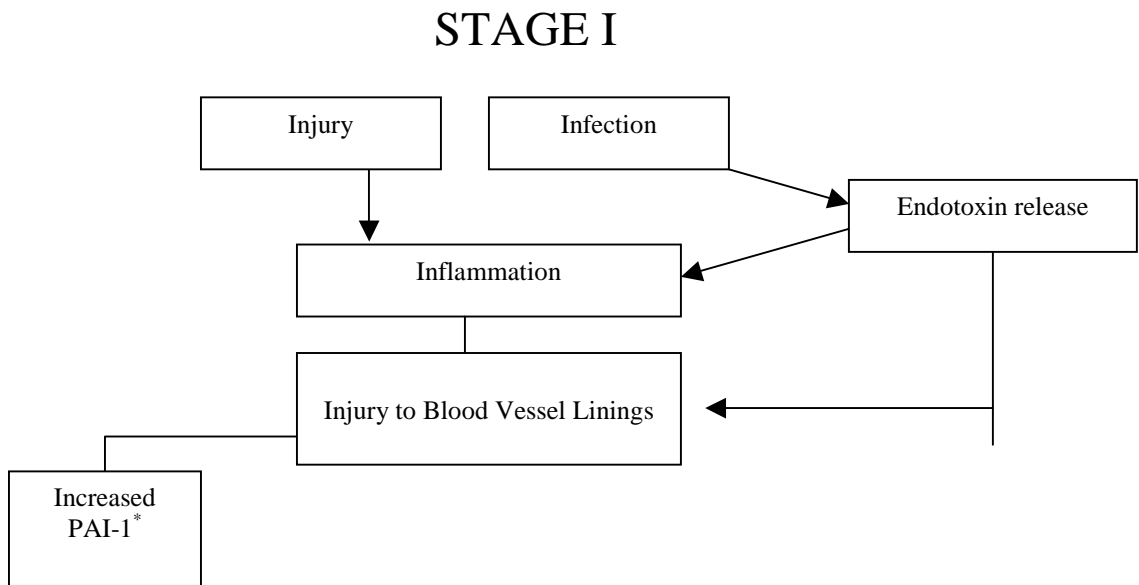 STAGE I
Injury
Infection
Endotoxin release
Inflammation
Injury to Blood Vessel Linings
Increased
PAI-1*